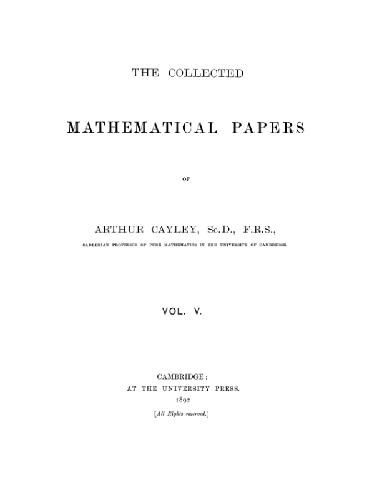 THE COLLECTED
MATHEMATICAL PAPERS
OF
ARTHUR CAYLEY, Sc.D., F.R.S.,
SADLERIAN PROFESSOR OF PURE MATHEMATICS IN THE UNIVERSITY OF CAMBRIDGE.
VOL. V.
CAMBRIDGE:
AT THE UNIVERSITY PRESS.
1892
[All Rights reserved.]